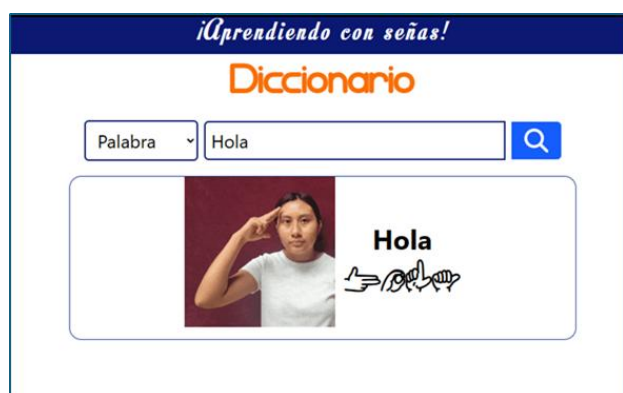 ¡Aprendiendo con señas!
Diccionario
Palabra
Hola
Hola